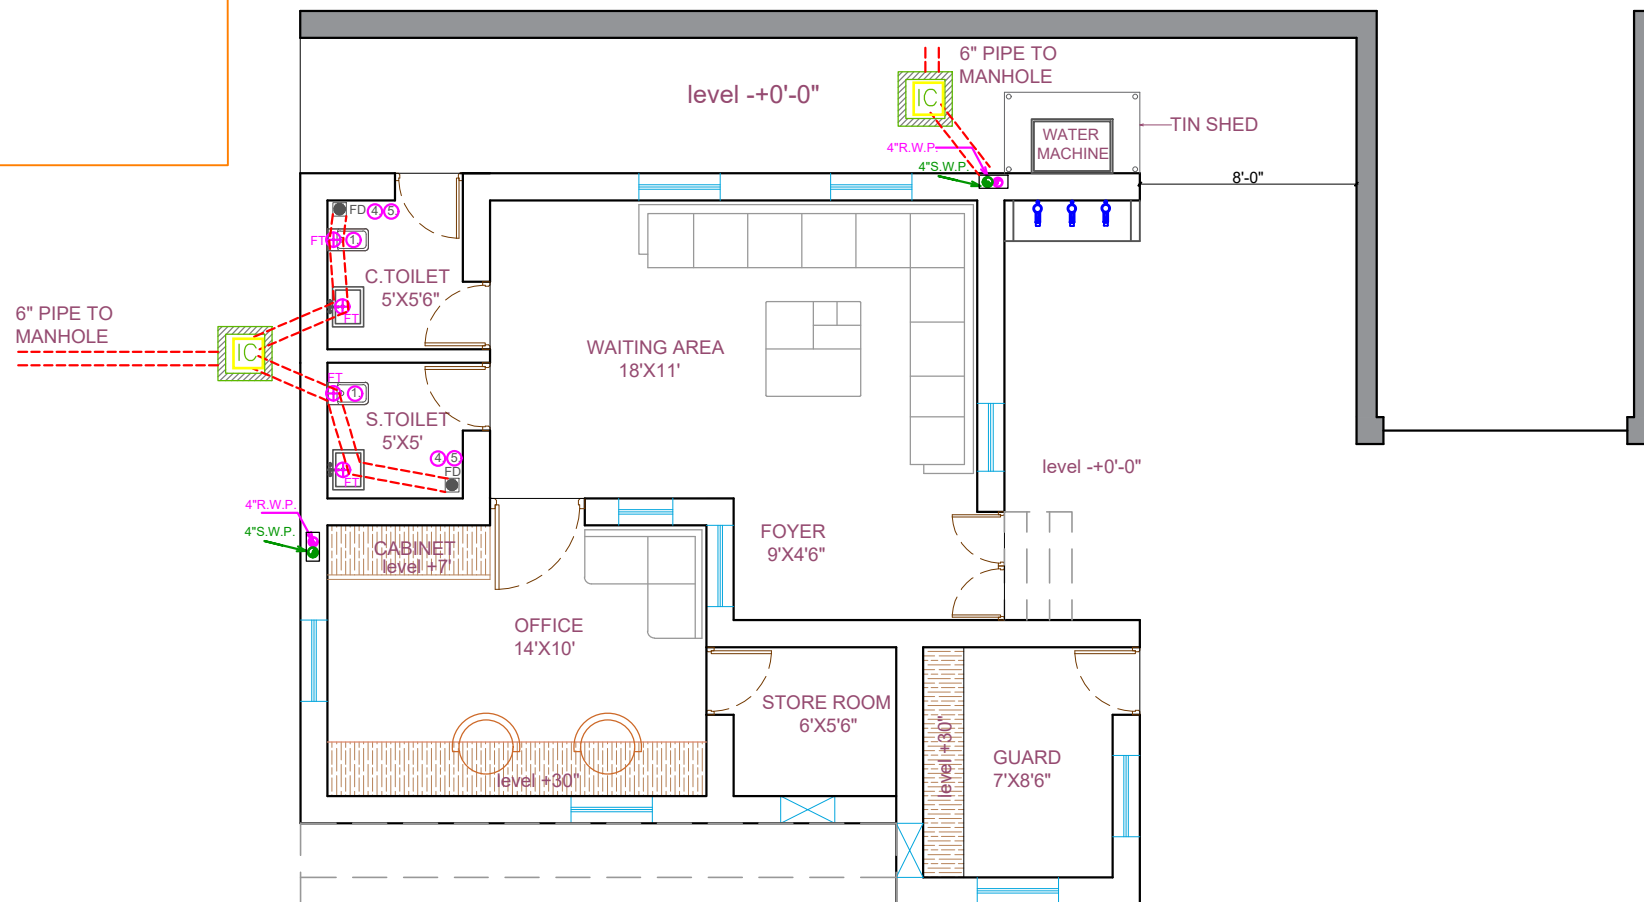 6" PIPE TO
MANHOLE
level -+0'-0"
IC
WATER
MACHINE
TIN SHED
4"R.W.P.
4"S.W.P.
8'-0"
FD 4 5
FT 1
C.TOILET
5'X5'6"
FT
6" PIPE TO
MANHOLE
IC
WAITING AREA
18'X11'
FT
1
S.TOILET
5'X5'
4 5
FD
FT
level -+0'-0"
4"R.W.P.
4"S.W.P.
CABINET
level +7'
FOYER
9'X4'6"
OFFICE
14'X10'
STORE ROOM
6'X5'6"
level +30"
GUARD
7'X8'6"
level +30"